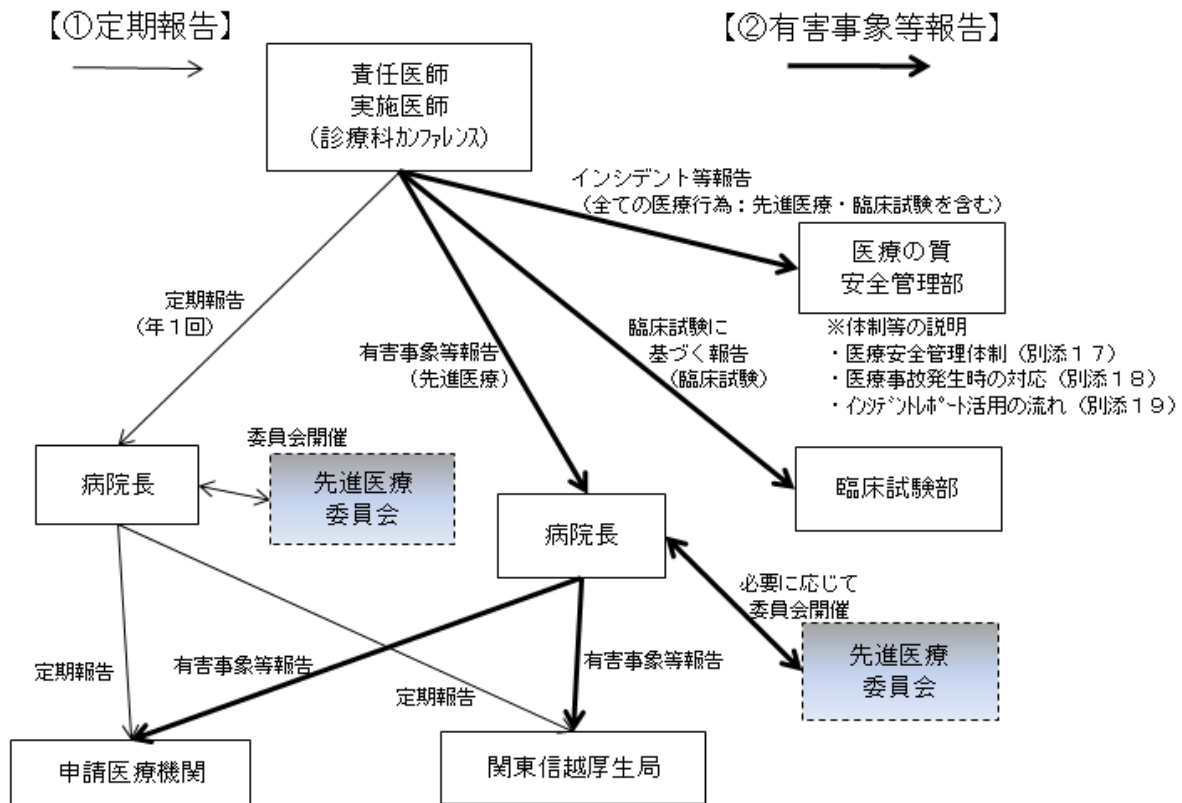 【①定期報告】
【②有害事象等報告】
責任医師
実施医師
（診療科ｶﾝﾌｧﾚﾝｽ）
インシデント等報告
（全ての医療行為：先進医療・臨床試験を含む）
医療の質
安全管理部
※体制等の説明
・医療安全管理体制（別添１７）
・医療事故発生時の対応（別添１８）
・ｲﾝｼﾃﾞﾝﾄﾚﾎﾟｰﾄ活用の流れ（別添１９）
定期報告
（年１回）
有害事象等報告
（先進医療）
臨床試験に
基づく報告
（臨床試験）
委員会開催
病院長
先進医療
委員会
臨床試験部
病院長
必要に応じて
委員会開催
先進医療
委員会
定期報告
有害事象等報告
定期報告
有害事象等報告
申請医療機関
関東信越厚生局